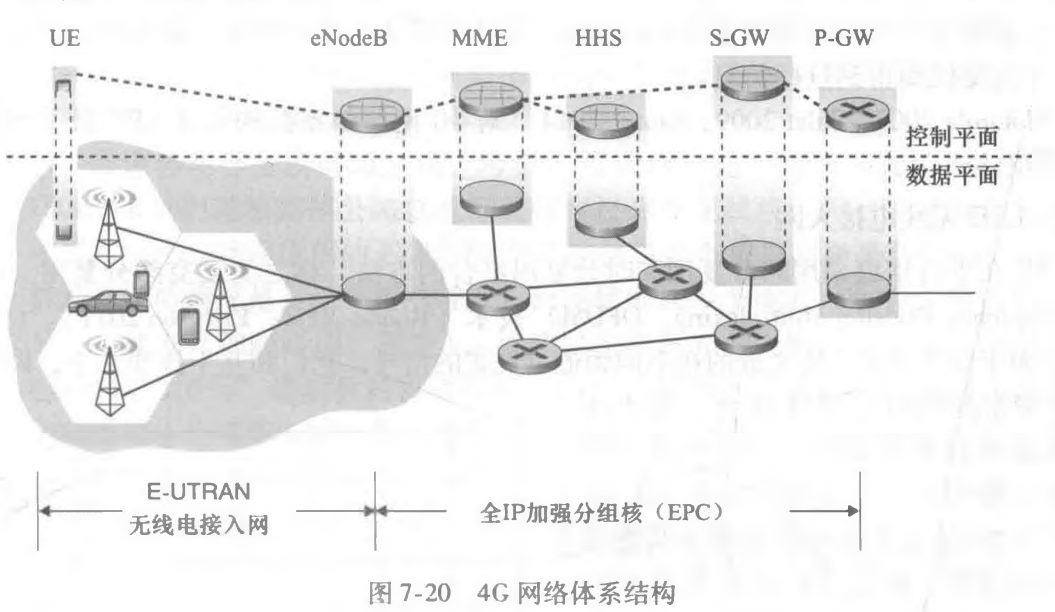 UE
eNodeB
MME
HHS
S-GW
P-GW
控制平面
数据平面
E-UTRAN
无线电接入网
全IP加强分组核（EPC）
图 7-20 4G 网络体系结构